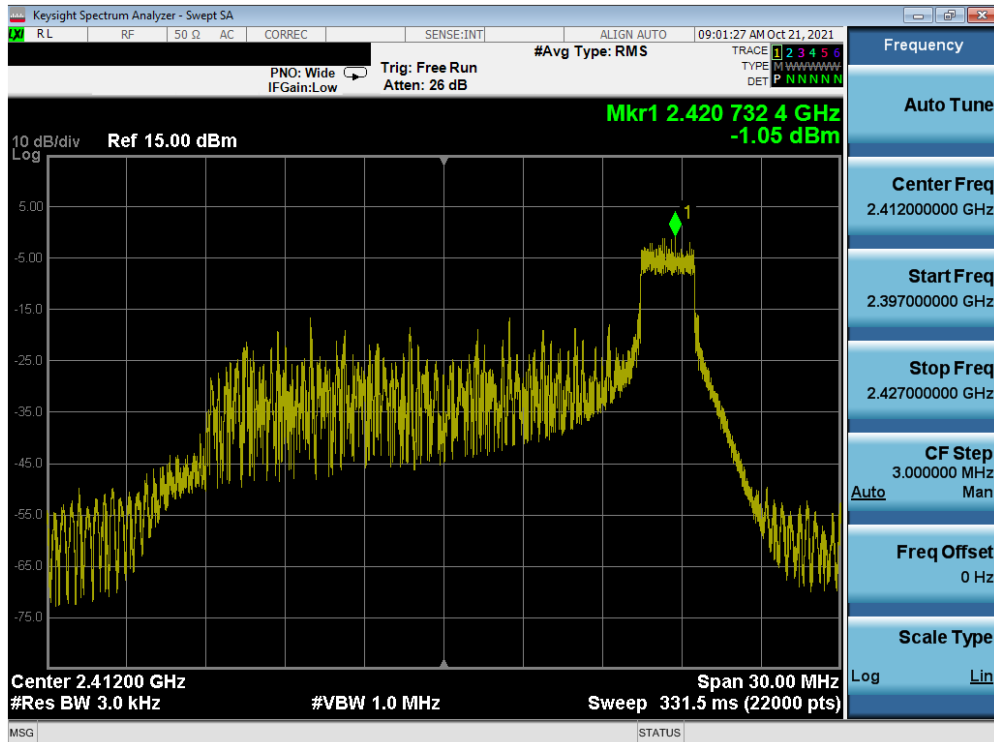 Keysight Spectrum Analyzer - Swept SA
LXI RL RF 50 Ω AC CORREC SENSE:INT ALIGN AUTO 09:01:27 AM Oct 21, 2021
#Avg Type: RMS TRACE 1 2 3 4 5 6
PNO: Wide Trig: Free Run TYPE M W W W W W
IFGain:Low Atten: 26 dB DET P N N N N N
Mkr1 2.420 732 4 GHz
-1.05 dBm
10 dB/div Ref 15.00 dBm
Log
1
5.00
-5.00
-15.0
-25.0
-35.0
-45.0
-55.0
-65.0
-75.0
Center 2.41200 GHz Span 30.00 MHz
#Res BW 3.0 kHz #VBW 1.0 MHz Sweep 331.5 ms (22000 pts)
MSG STATUS
Frequency
Auto Tune
Center Freq
2.412000000 GHz
Start Freq
2.397000000 GHz
Stop Freq
2.427000000 GHz
CF Step
3.000000 MHz
Auto Man
Freq Offset
0 Hz
Scale Type
Log Lin